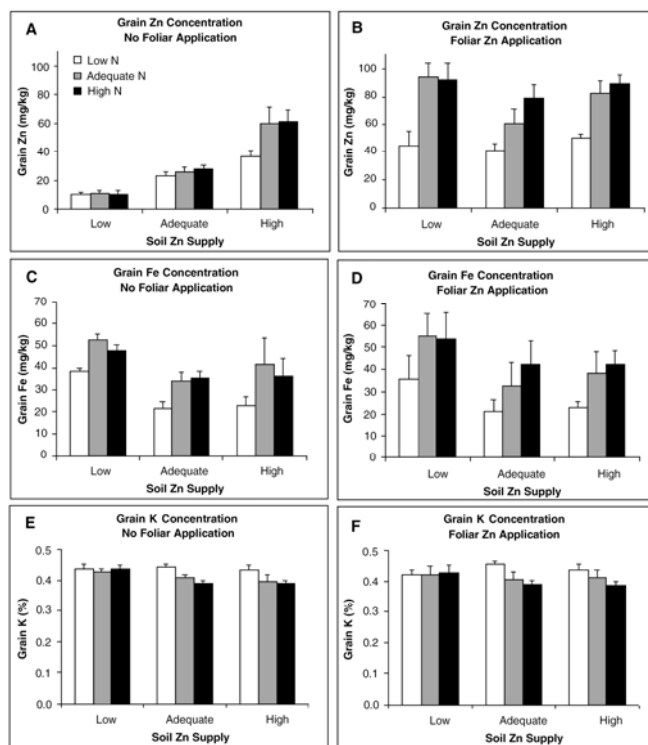 A
Grain Zn Concentration
No Foliar Application
Low N
Adequate N
High N
Grain Zn (mg/kg)
100
80
60
40
20
0
Low
Adequate
High
Soil Zn Supply
B
Grain Zn Concentration
Foliar Zn Application
Grain Zn (mg/kg)
100
80
60
40
20
0
Low
Adequate
High
Soil Zn Supply
C
Grain Fe Concentration
No Foliar Application
Grain Fe (mg/kg)
70
60
50
40
30
20
10
0
Low
Adequate
High
Soil Zn Supply
D
Grain Fe Concentration
Foliar Zn Application
Grain Fe (mg/kg)
70
60
50
40
30
20
10
0
Low
Adequate
High
Soil Zn Supply
E
Grain K Concentration
No Foliar Application
Grain K (%)
0.5
0.4
0.3
0.2
0.1
0.0
Low
Adequate
High
Soil Zn Supply
F
Grain K Concentration
Foliar Zn Application
Grain K (%)
0.5
0.4
0.3
0.2
0.1
0.0
Low
Adequate
High
Soil Zn Supply